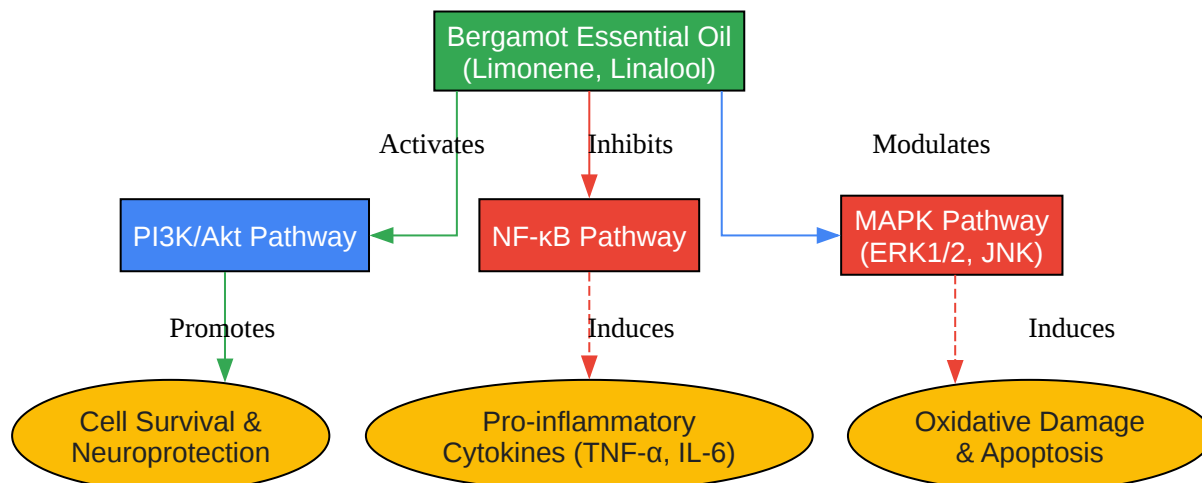 Bergamot Essential Oil
(Limonene, Linalool)
Activates
Inhibits
Modulates
PI3K/Akt Pathway
NF-κB Pathway
MAPK Pathway
(ERK1/2, JNK)
Promotes
Induces
Induces
Cell Survival &
Neuroprotection
Pro-inflammatory
Cytokines (TNF-α, IL-6)
Oxidative Damage
& Apoptosis